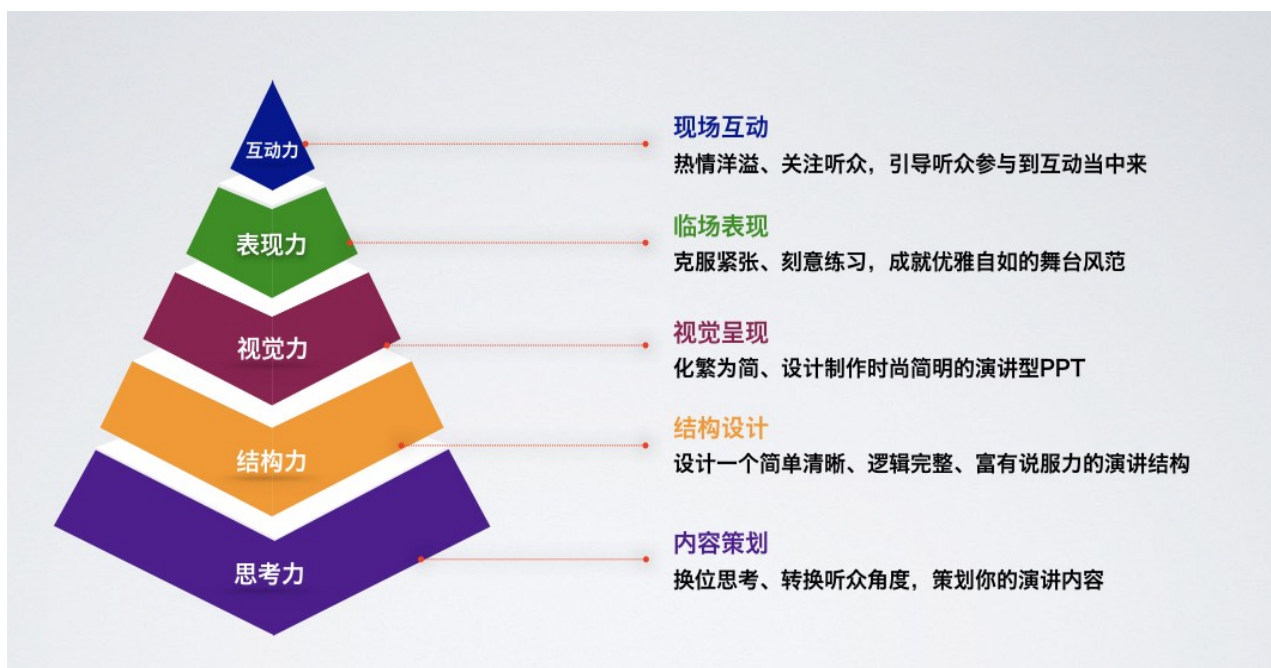 互动力
现场互动
热情洋溢、关注听众，引导听众参与到互动当中来
表现力
临场表现
克服紧张、刻意练习，成就优雅自如的舞台风范
视觉力
视觉呈现
化繁为简、设计制作时尚简明的演讲型PPT
结构力
结构设计
设计一个简单清晰、逻辑完整、富有说服力的演讲结构
思考力
内容策划
换位思考、转换听众角度，策划你的演讲内容